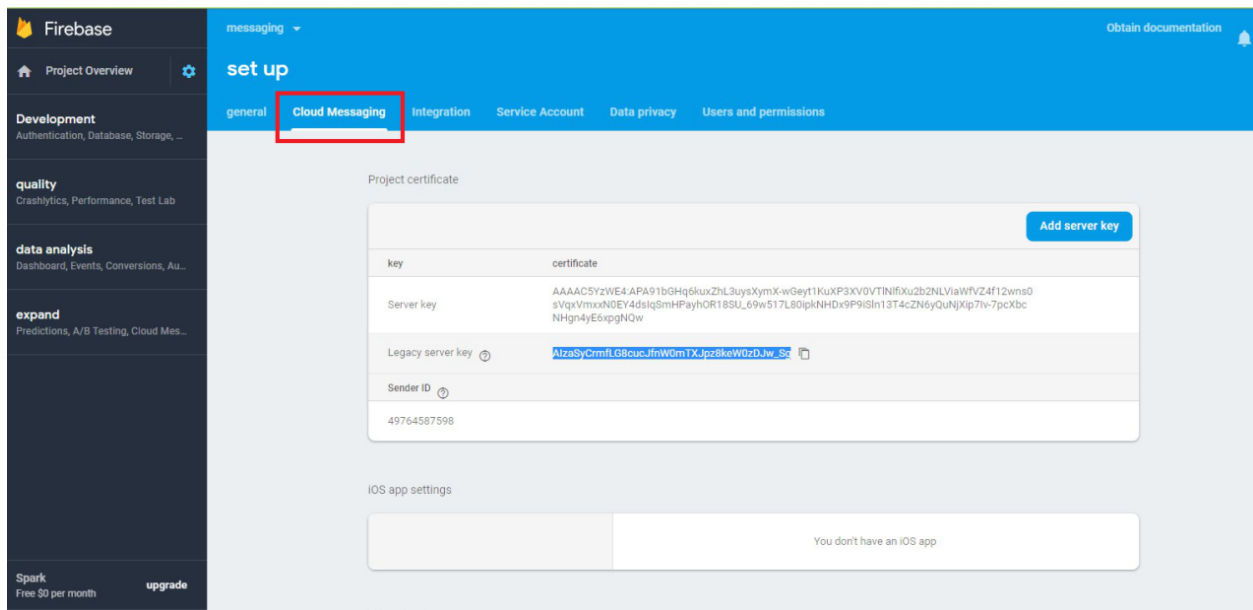 Firebase
messaging
Obtain documentation
Project Overview
set up
general
Cloud Messaging
Integration
Service Account
Data privacy
Users and permissions
Development
Authentication, Database, Storage, ...
quality
Crashlytics, Performance, Test Lab
data analysis
Dashboard, Events, Conversions, Au...
expand
Predictions, A/B Testing, Cloud Mes...
Spark
Free $0 per month
upgrade
Project certificate
Add server key
key
certificate
Server key
Legacy server key
Sender ID
49764587598
iOS app settings
You don't have an iOS app